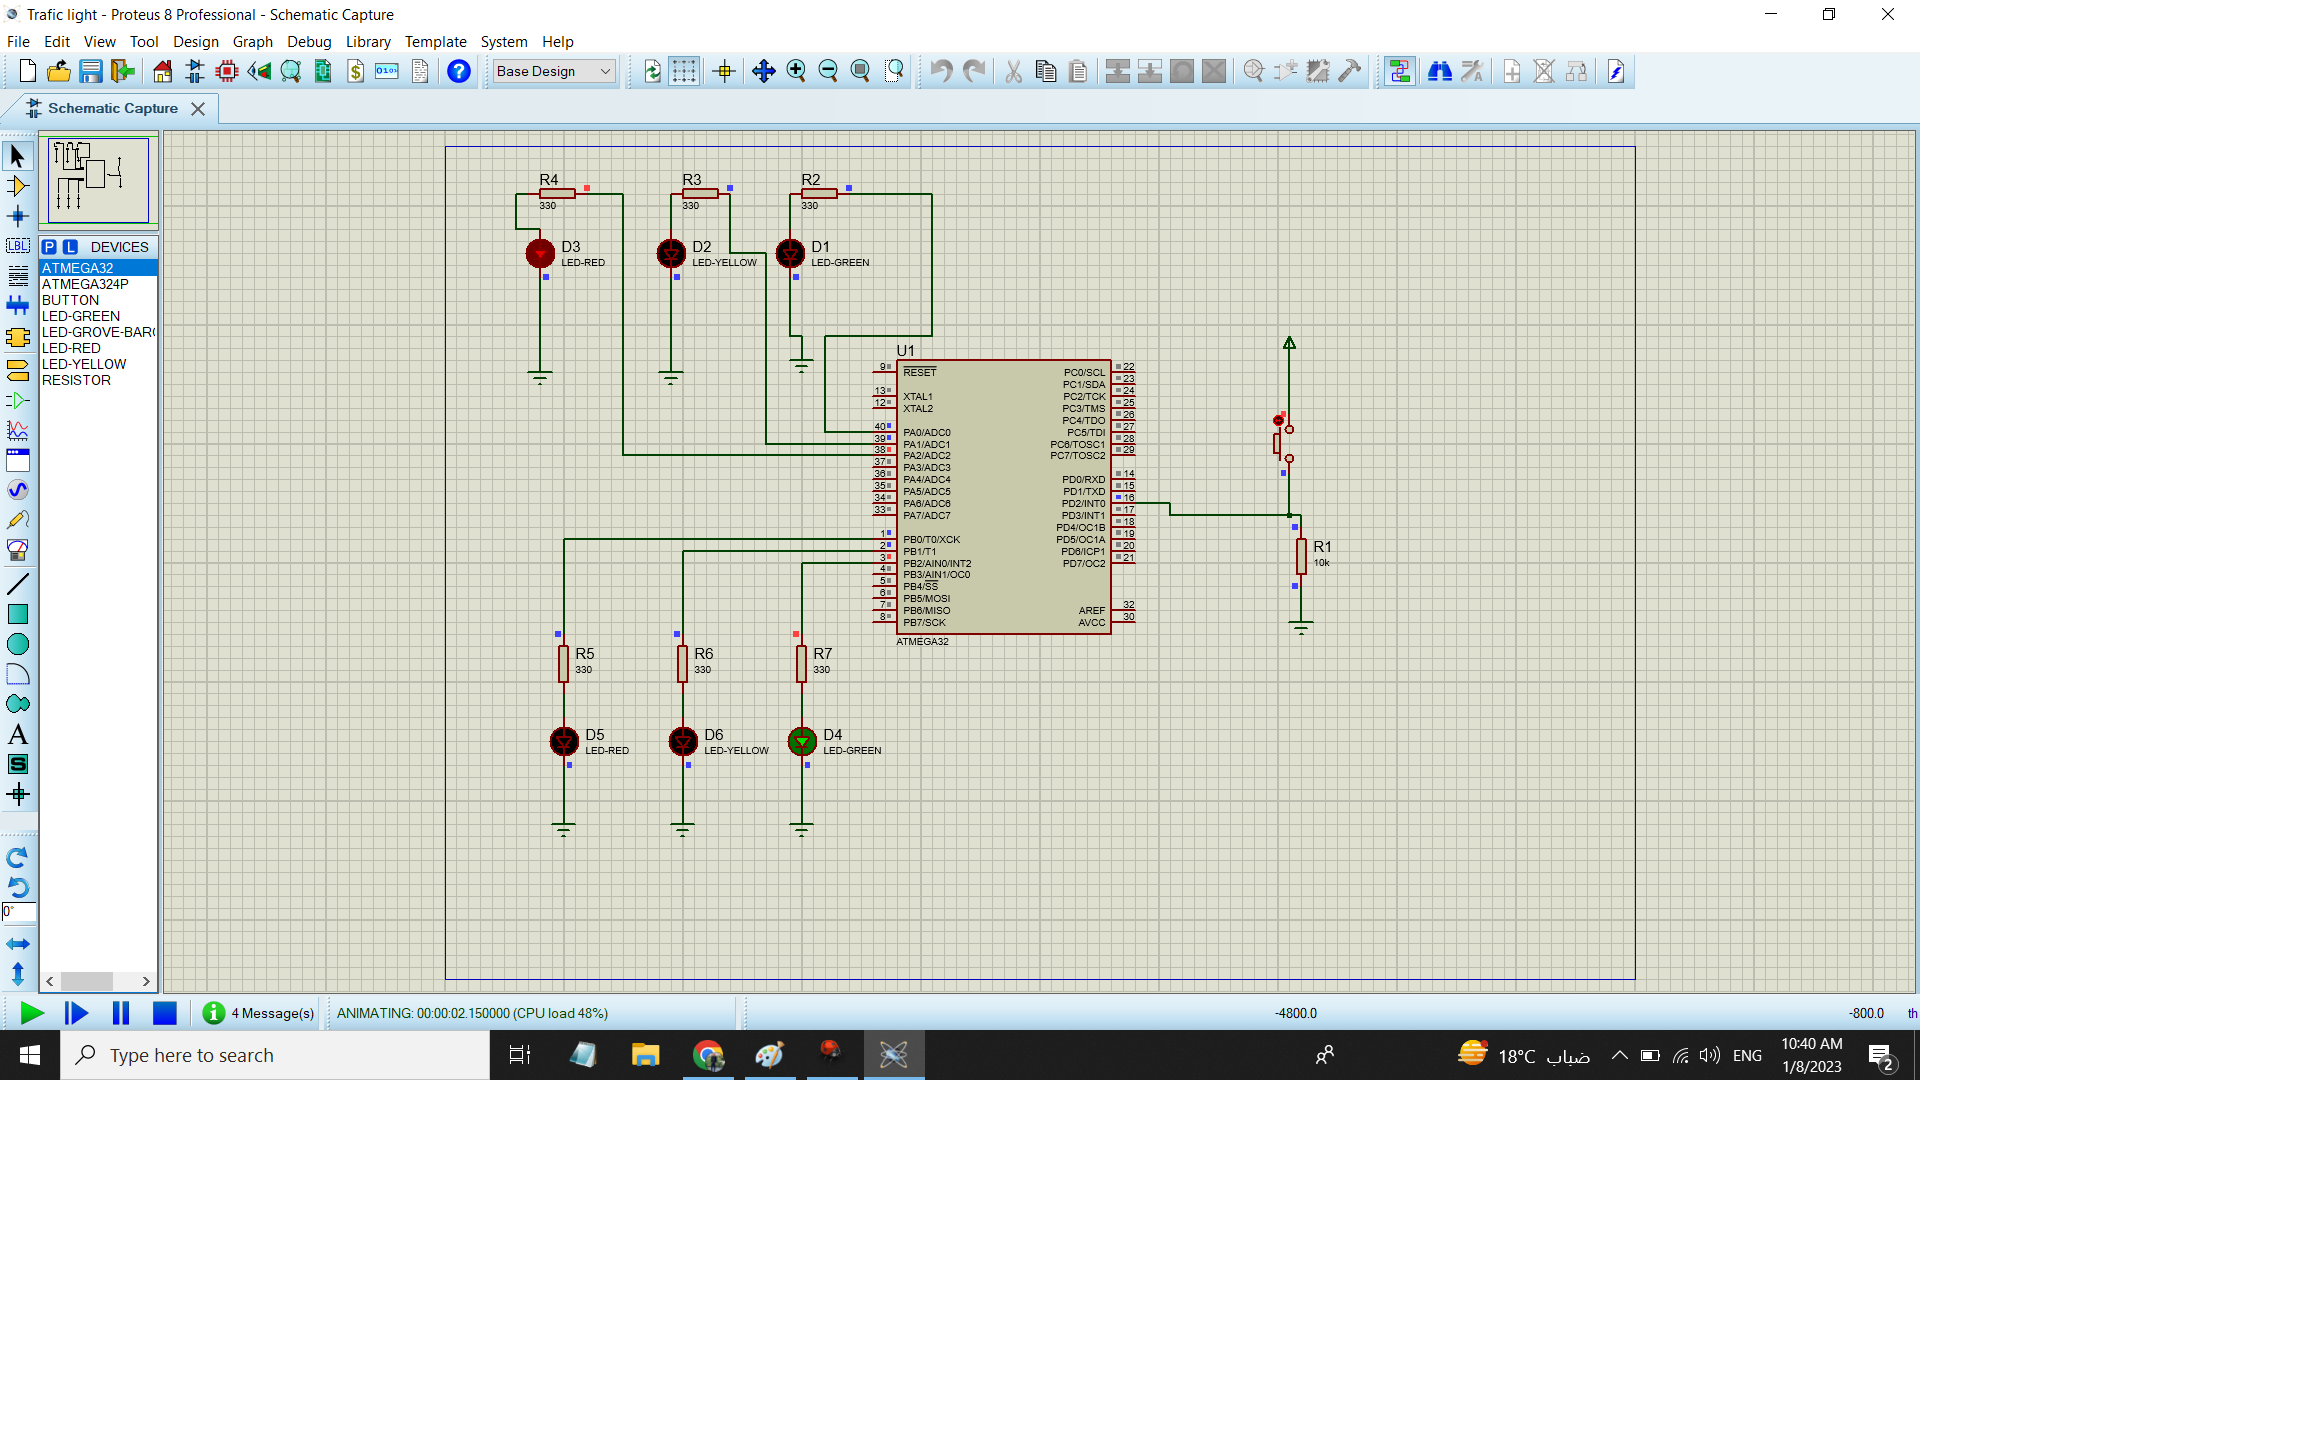 Trafic light - Proteus 8 Professional - Schematic Capture
File Edit View Tool Design Graph Debug Library Template System Help
Base Design
Schematic Capture
P L DEVICES
ATMEGA32
ATMEGA324P
BUTTON
LED-GREEN
LED-GROVE-BAR(
LED-RED
LED-YELLOW
RESISTOR
LBL
A
S
0°
R4
330
R3
330
R2
330
D3
LED-RED
D2
LED-YELLOW
D1
LED-GREEN
U1
9 RESET
13 XTAL1
12 XTAL2
40 PA0/ADC0
39 PA1/ADC1
38 PA2/ADC2
37 PA3/ADC3
36 PA4/ADC4
35 PA5/ADC5
34 PA6/ADC6
33 PA7/ADC7
1 PB0/T0/XCK
2 PB1/T1
3 PB2/AIN0/INT2
4 PB3/AIN1/OC0
5 PB4/SS
6 PB5/MOSI
7 PB6/MISO
8 PB7/SCK
PC0/SCL 22
PC1/SDA 23
PC2/TCK 24
PC3/TMS 25
PC4/TDO 26
PC5/TDI 27
PC6/TOSC1 28
PC7/TOSC2 29
PD0/RXD 14
PD1/TXD 15
PD2/INT0 16
PD3/INT1 17
PD4/OC1B 18
PD5/OC1A 19
PD6/ICP1 20
PD7/OC2 21
AREF 32
AVCC 30
ATMEGA32
R1
10k
R5
330
R6
330
R7
330
D5
LED-RED
D6
LED-YELLOW
D4
LED-GREEN
4 Message(s) ANIMATING: 00:00:02.150000 (CPU load 48%) -4800.0 -800.0 th
Type here to search
18°C ضباب ENG
10:40 AM
1/8/2023
2